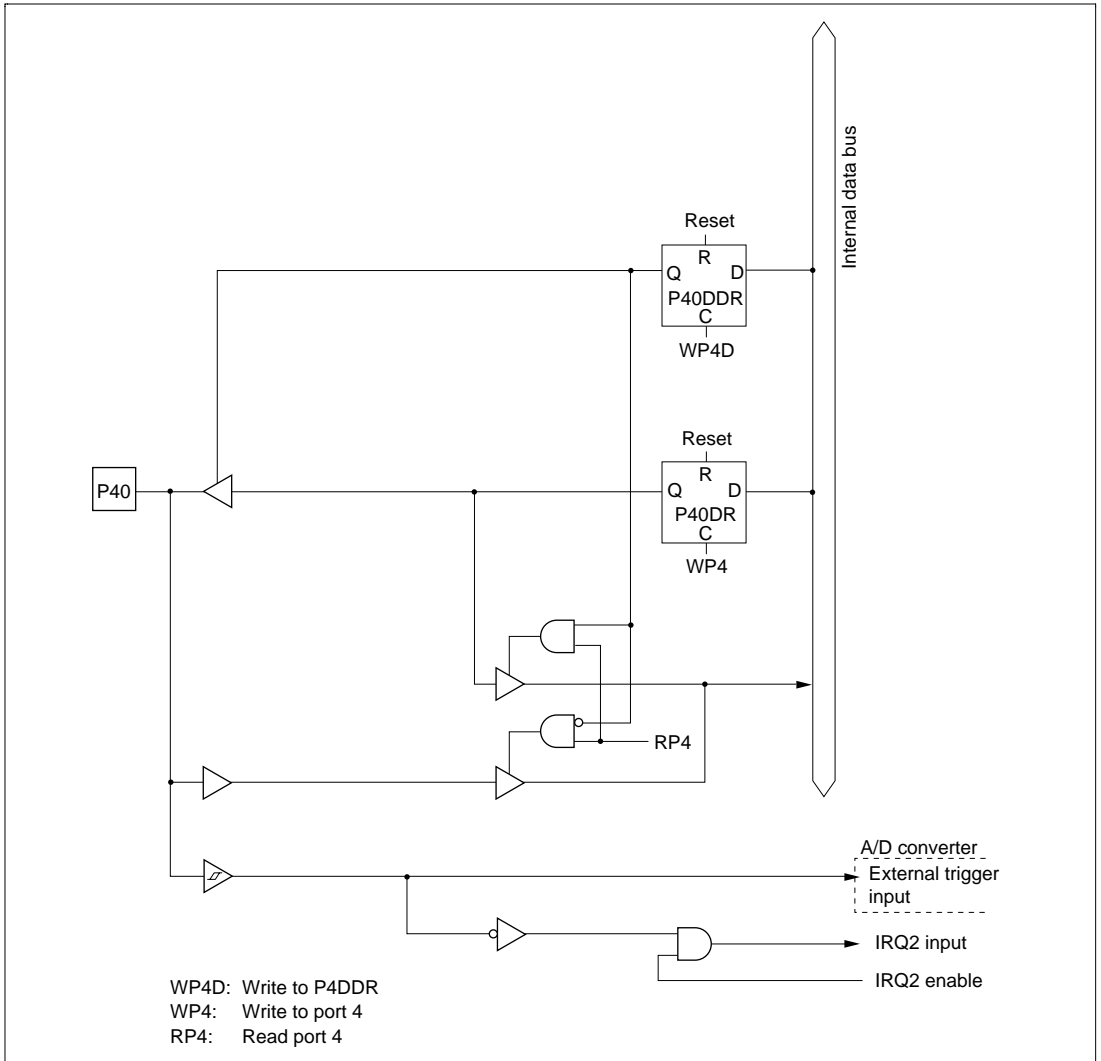 Internal data bus
Reset
R
Q D
P40DDR
C
WP4D
Reset
P40
R
Q D
P40DR
C
WP4
RP4
A/D converter
External trigger
input
IRQ2 input
IRQ2 enable
WP4D: Write to P4DDR
WP4: Write to port 4
RP4: Read port 4